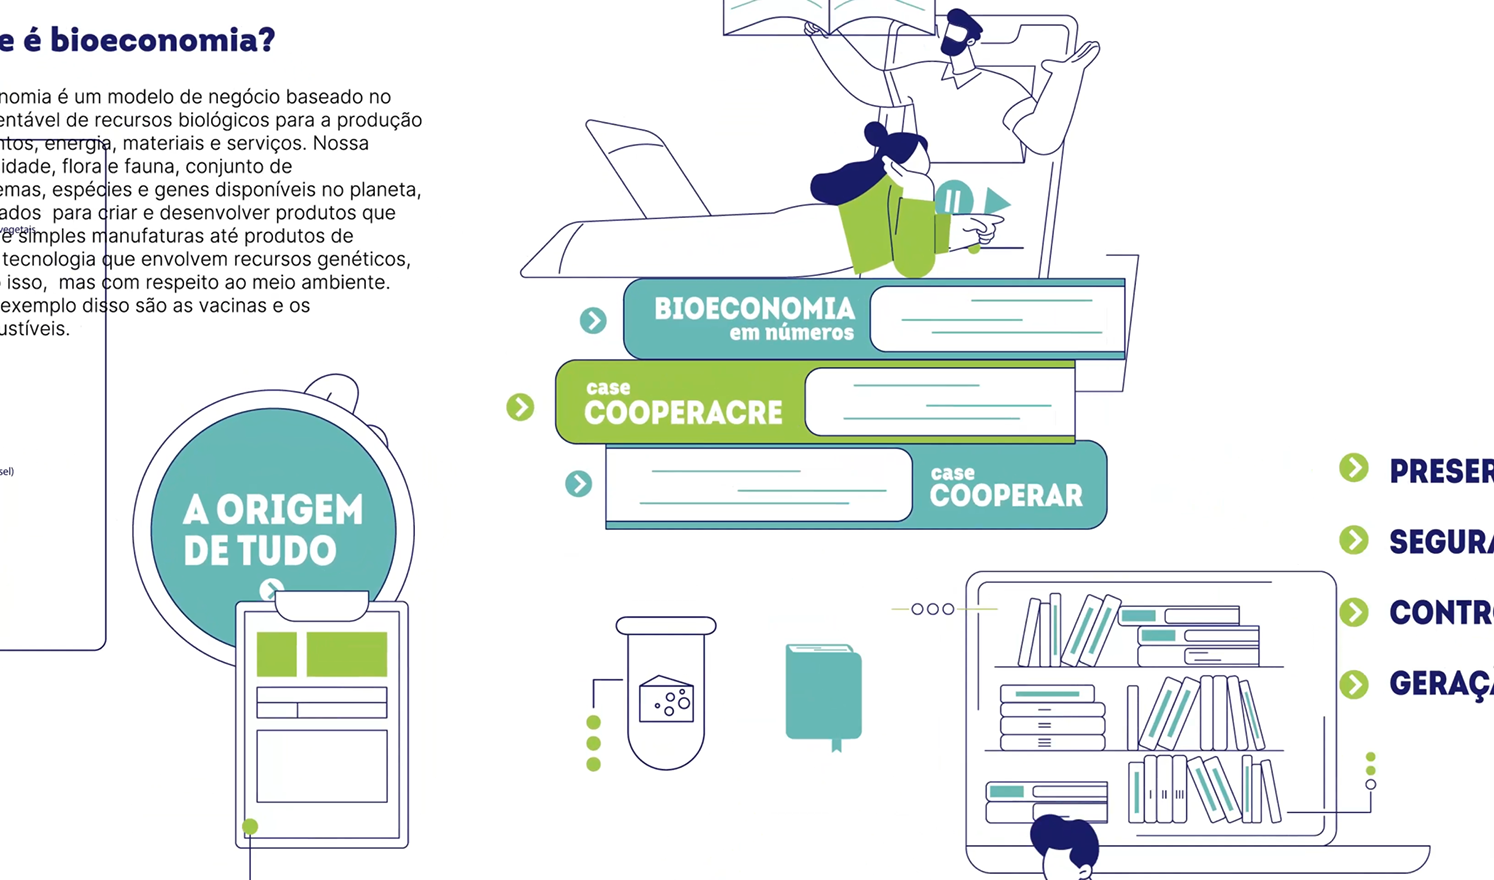 e é bioeconomia?
nomia é um modelo de negócio baseado no
entável de recursos biológicos para a produção
ntos, energia, materiais e serviços. Nossa
idade, flora e fauna, conjunto de
emas, espécies e genes disponíveis no planeta,
ados para criar e desenvolver produtos que
e simples manufaturas até produtos de
tecnologia que envolvem recursos genéticos,
o isso, mas com respeito ao meio ambiente.
exemplo disso são as vacinas e os
ustíveis.
vegetais
sel)
A ORIGEM
DE TUDO
BIOECONOMIA
em números
case
COOPERACRE
case
COOPERAR
PRESER
SEGURA
CONTRO
GERAÇÃ